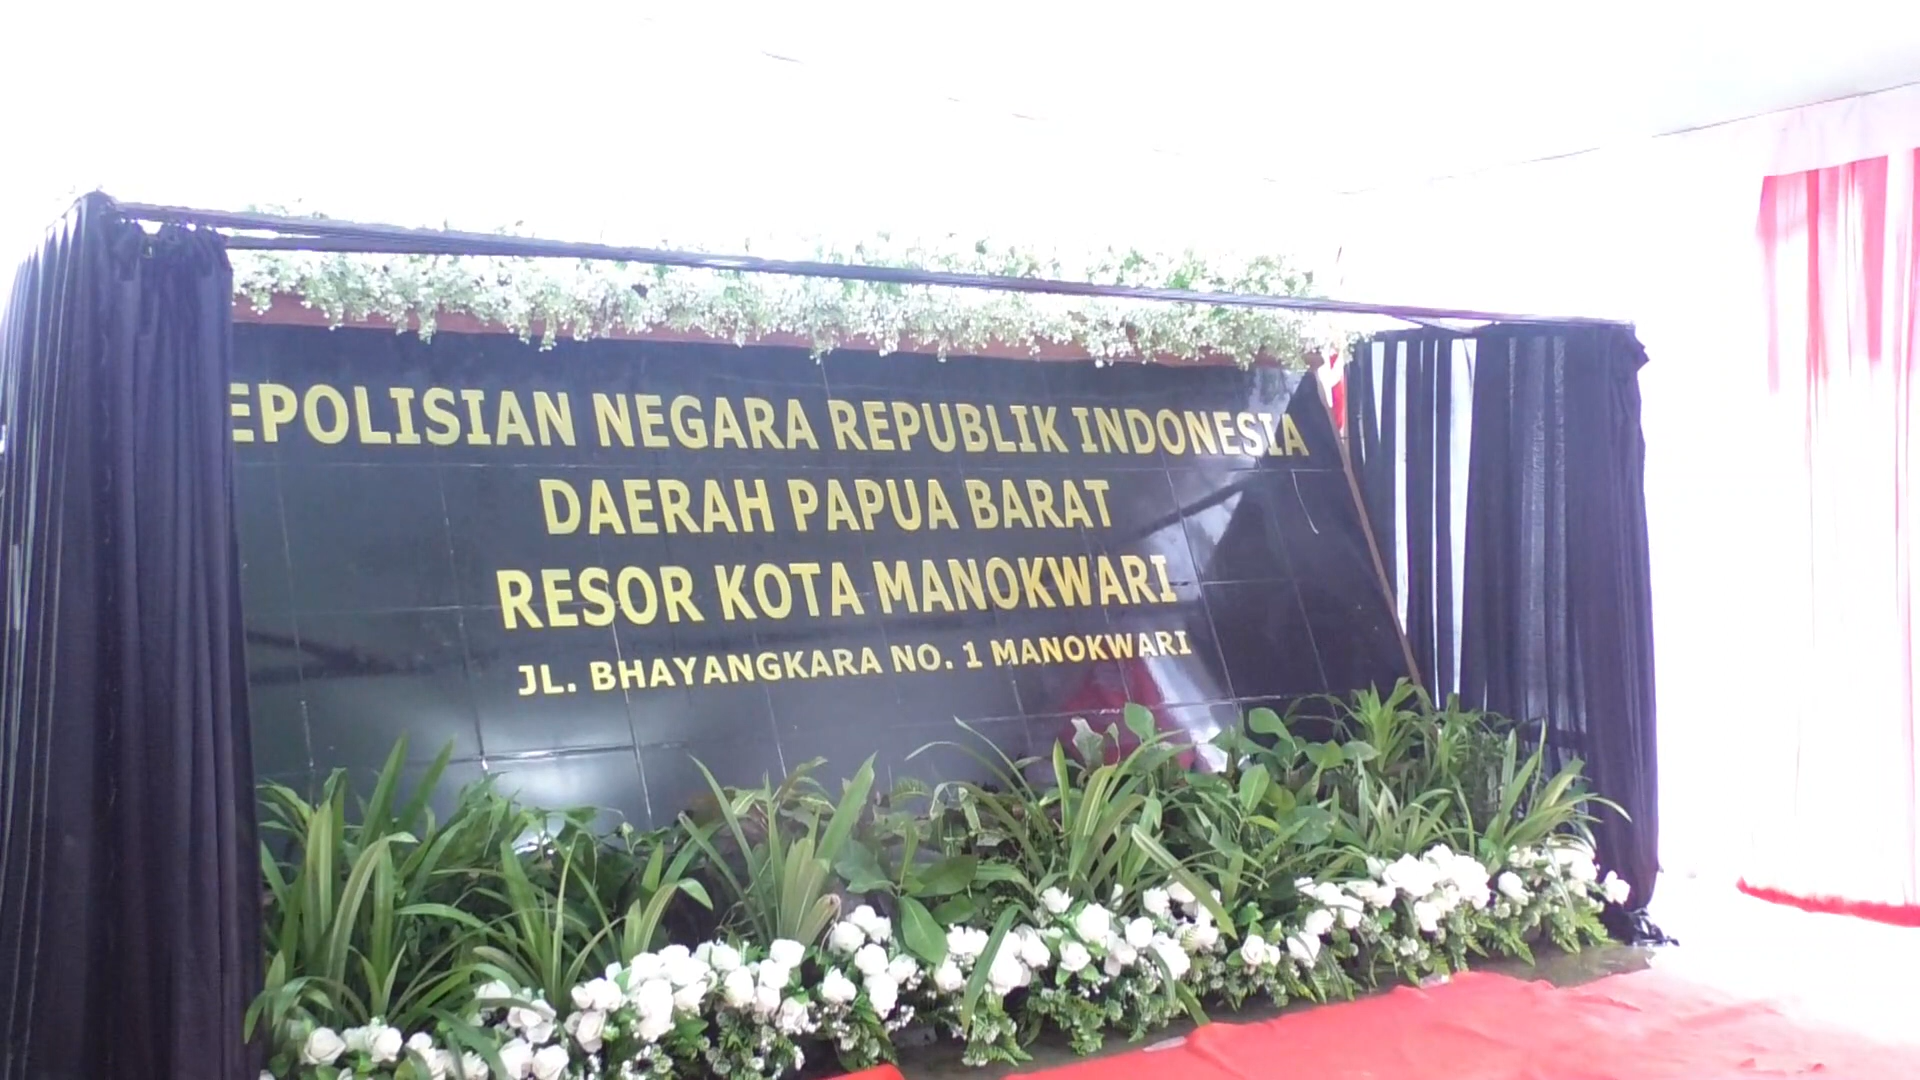 EPOLISIAN NEGARA REPUBLIK INDONESIA
DAERAH PAPUA BARAT
RESOR KOTA MANOKWARI
JL. BHAYANGKARA NO. 1 MANOKWARI